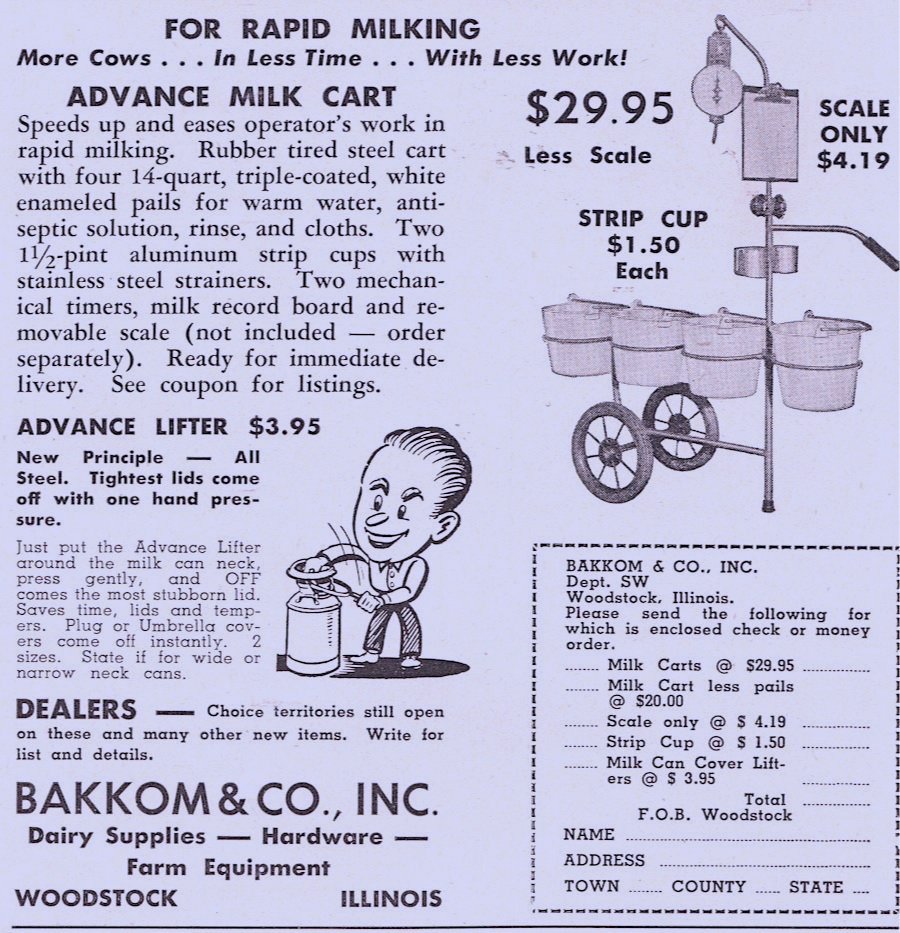 FOR RAPID MILKING
More Cows . . . In Less Time . . . With Less Work!
ADVANCE MILK CART
Speeds up and eases operator's work in
rapid milking. Rubber tired steel cart
with four 14-quart, triple-coated, white
enameled pails for warm water, anti-
septic solution, rinse, and cloths. Two
1½-pint aluminum strip cups with
stainless steel strainers. Two mechan-
ical timers, milk record board and re-
movable scale (not included — order
separately). Ready for immediate de-
livery. See coupon for listings.
$29.95
Less Scale
SCALE
ONLY
$4.19
STRIP CUP
$1.50
Each
ADVANCE LIFTER $3.95
New Principle — All
Steel. Tightest lids come
off with one hand pres-
sure.
Just put the Advance Lifter
around the milk can neck,
press gently, and OFF
comes the most stubborn lid.
Saves time, lids and temp-
ers. Plug or Umbrella cov-
ers come off instantly. 2
sizes. State if for wide or
narrow neck cans.
DEALERS — Choice territories still open
on these and many other new items. Write for
list and details.
BAKKOM & CO., INC.
Dairy Supplies — Hardware —
Farm Equipment
WOODSTOCK ILLINOIS
BAKKOM & CO., INC.
Dept. SW
Woodstock, Illinois.
Please send the following for
which is enclosed check or money
order.
........ Milk Carts @ $29.95 ................
........ Milk Cart less pails
@ $20.00
........ Scale only @ $ 4.19 ................
........ Strip Cup @ $ 1.50 ................
........ Milk Can Cover Lift-
ers @ $ 3.95 ................
Total ................
F.O.B. Woodstock
NAME ................................
ADDRESS ................................
TOWN ........ COUNTY ...... STATE ....